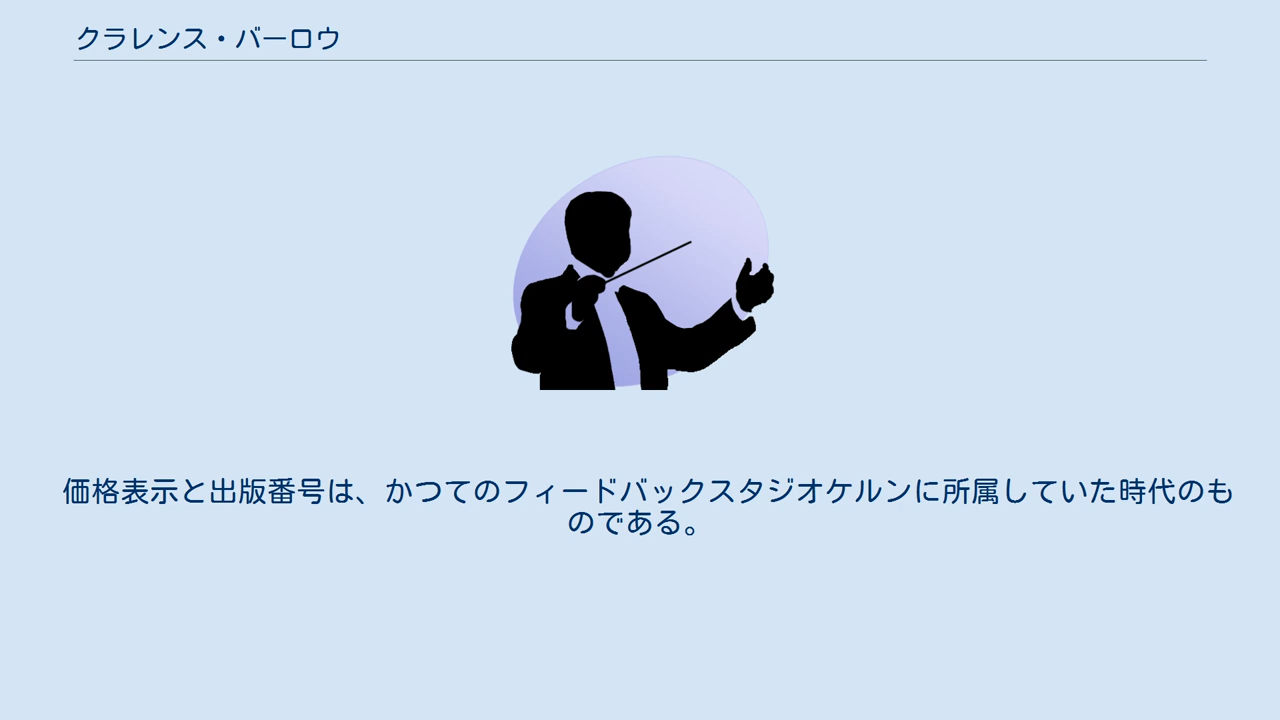 クラレンス・バーロウ
価格表示と出版番号は、かつてのフィードバックスタジオケルンに所属していた時代のも
のである。